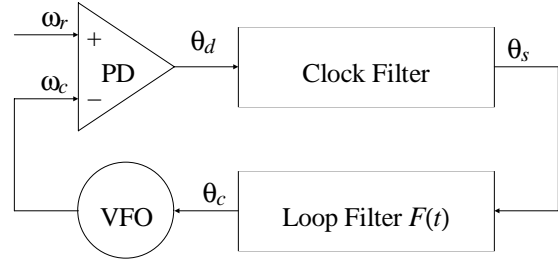 ωr
+
θd
θs
PD
Clock Filter
ωc
−
θc
VFO
Loop Filter F(t)